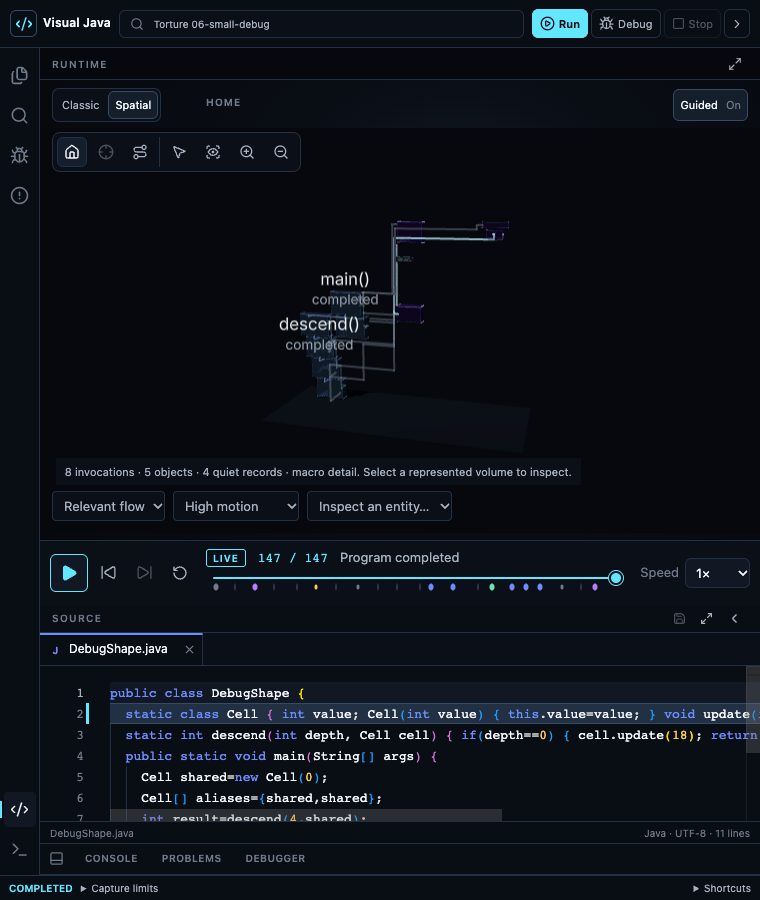 Visual Java
Torture 06-small-debug
Run
Debug
Stop
RUNTIME
Classic
Spatial
HOME
Guided On
main()
completed
descend()
completed
8 invocations · 5 objects · 4 quiet records · macro detail. Select a represented volume to inspect.
Relevant flow
High motion
Inspect an entity...
LIVE
147 / 147
Program completed
Speed
1×
SOURCE
J DebugShape.java
1 public class DebugShape {
2 static class Cell { int value; Cell(int value) { this.value=value; } void update(
3 static int descend(int depth, Cell cell) { if(depth==0) { cell.update(18); return
4 public static void main(String[] args) {
5 Cell shared=new Cell(0);
6 Cell[] aliases={shared,shared};
7 int result=descend(4,shared);
DebugShape.java
Java · UTF-8 · 11 lines
CONSOLE
PROBLEMS
DEBUGGER
COMPLETED
Capture limits
Shortcuts